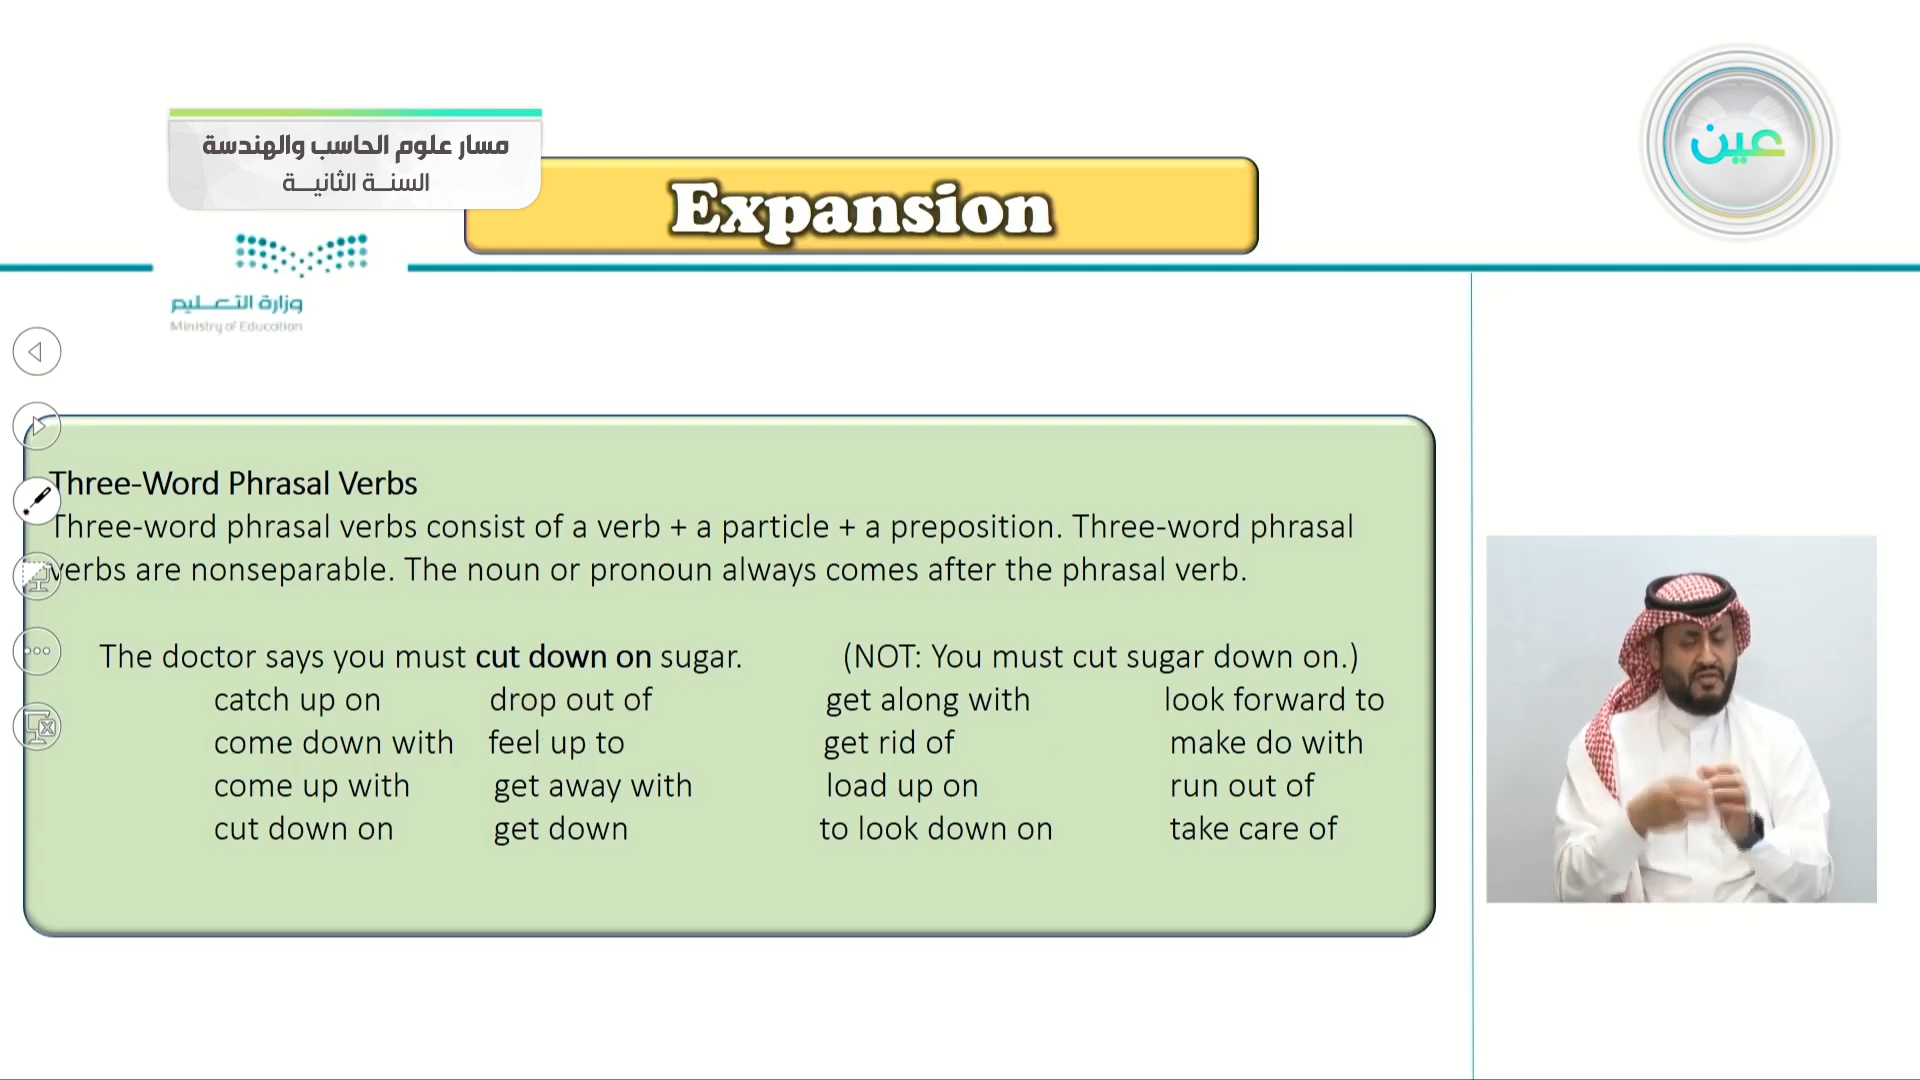 مسار علوم الحاسب والهندسة
السنة الثانية
عين
Expansion
وزارة التعليم
Ministry of Education
Three-Word Phrasal Verbs
Three-word phrasal verbs consist of a verb + a particle + a preposition. Three-word phrasal
verbs are nonseparable. The noun or pronoun always comes after the phrasal verb.
The doctor says you must cut down on sugar. (NOT: You must cut sugar down on.)
catch up on drop out of get along with look forward to
come down with feel up to get rid of make do with
come up with get away with load up on run out of
cut down on get down to look down on take care of